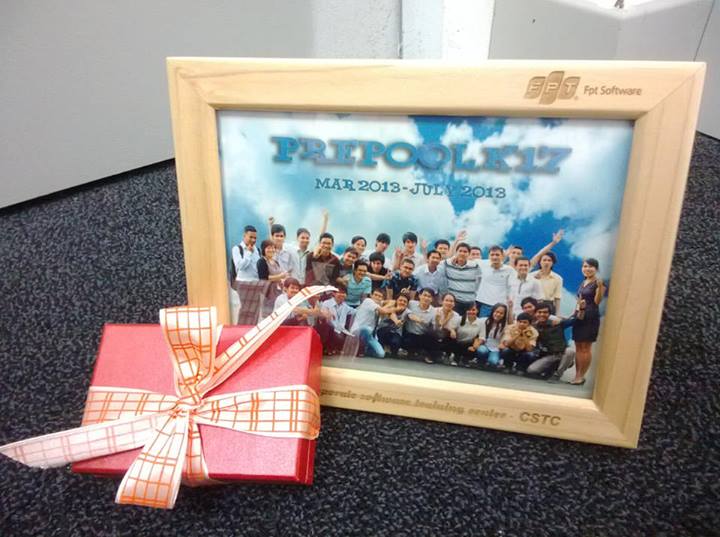 FPT Fpt Software
PREPOOLK17
MAR 2013-JULY 2013
software training center - CSTC